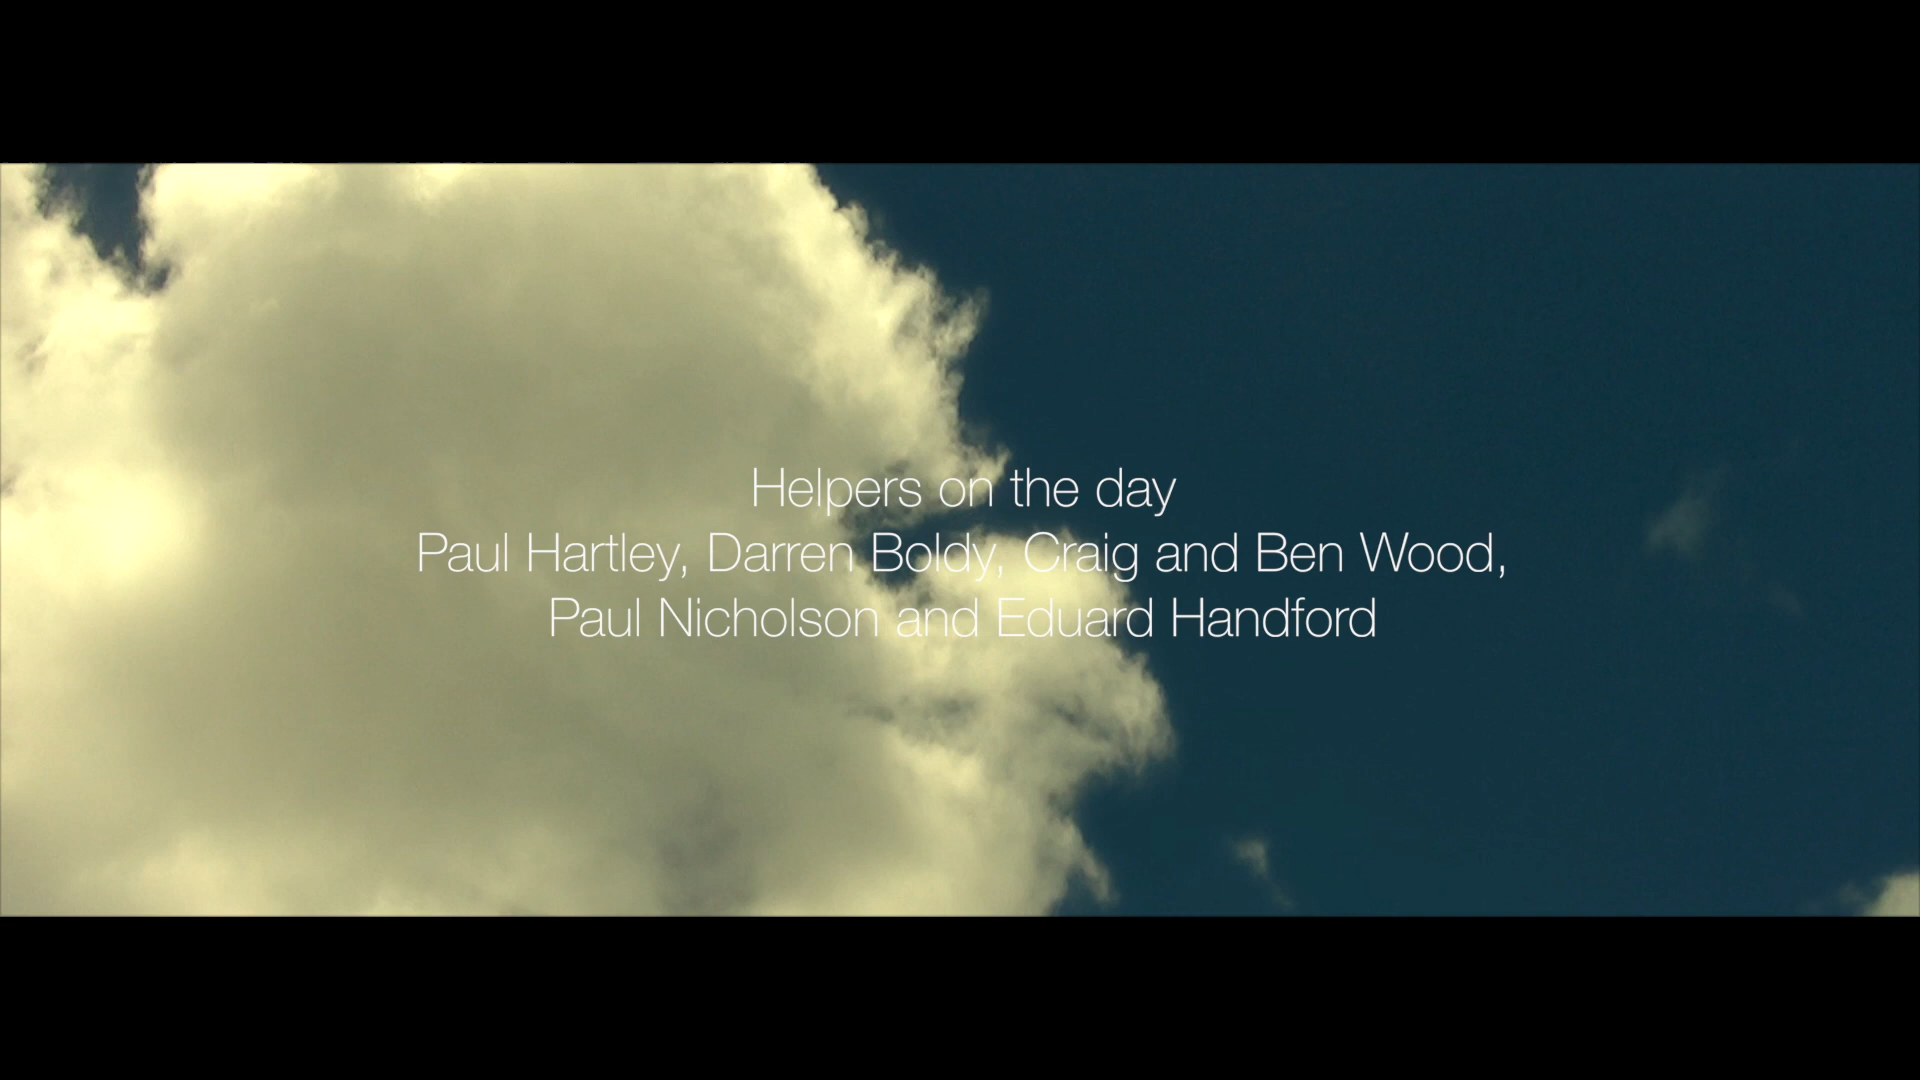 Helpers on the day
Paul Hartley, Darren Boldy, Craig and Ben Wood,
Paul Nicholson and Eduard Handford